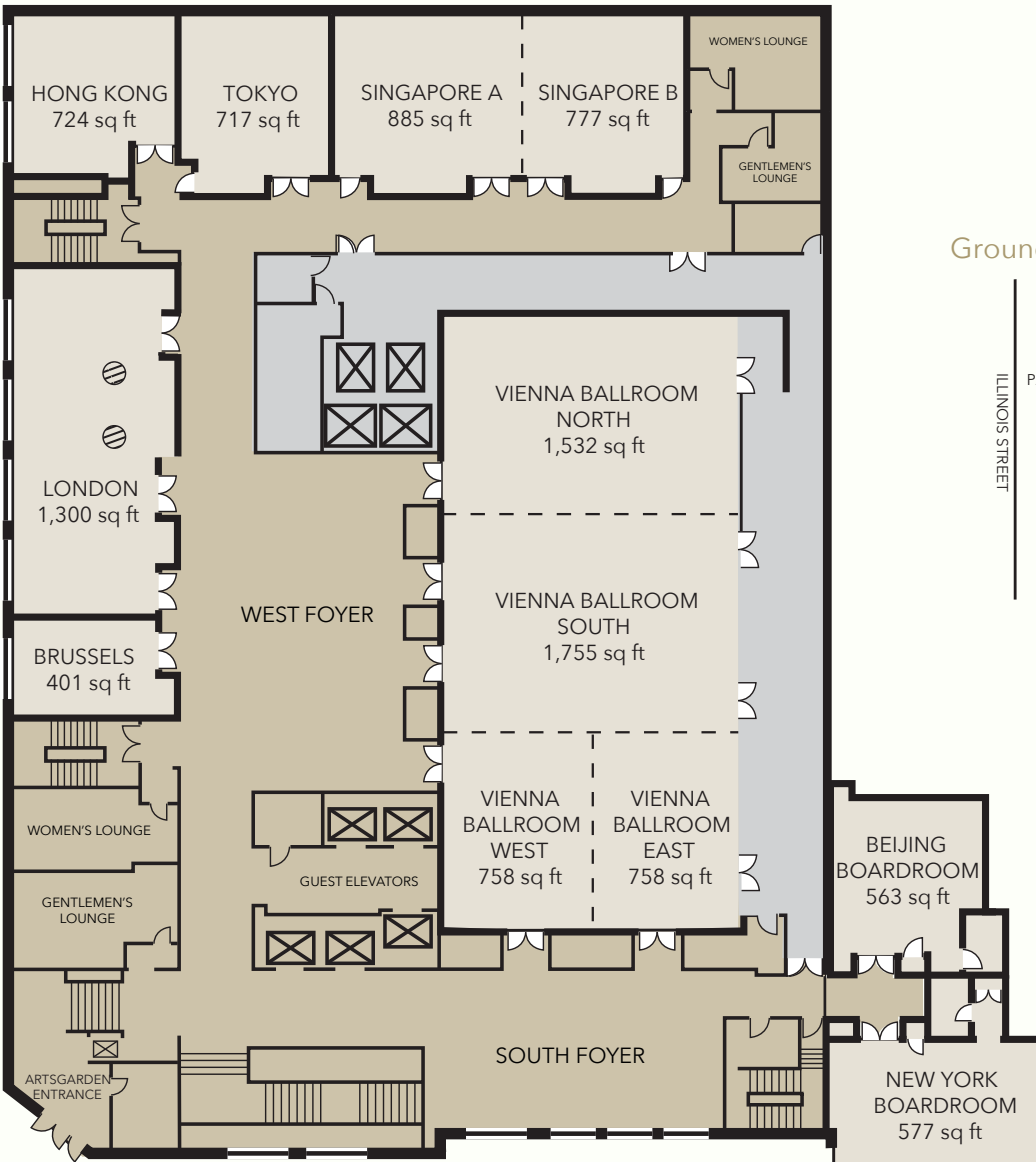 WOMEN'S LOUNGE
HONG KONG
724 sq ft
TOKYO
717 sq ft
SINGAPORE A
885 sq ft
SINGAPORE B
777 sq ft
GENTLEMEN'S
LOUNGE
Groun
ILLINOIS STREET
P
VIENNA BALLROOM
NORTH
1,532 sq ft
LONDON
1,300 sq ft
WEST FOYER
VIENNA BALLROOM
SOUTH
1,755 sq ft
BRUSSELS
401 sq ft
VIENNA
BALLROOM
WEST
758 sq ft
VIENNA
BALLROOM
EAST
758 sq ft
WOMEN'S LOUNGE
BEIJING
BOARDROOM
563 sq ft
GUEST ELEVATORS
GENTLEMEN'S
LOUNGE
SOUTH FOYER
ARTSGARDEN
ENTRANCE
NEW YORK
BOARDROOM
577 sq ft